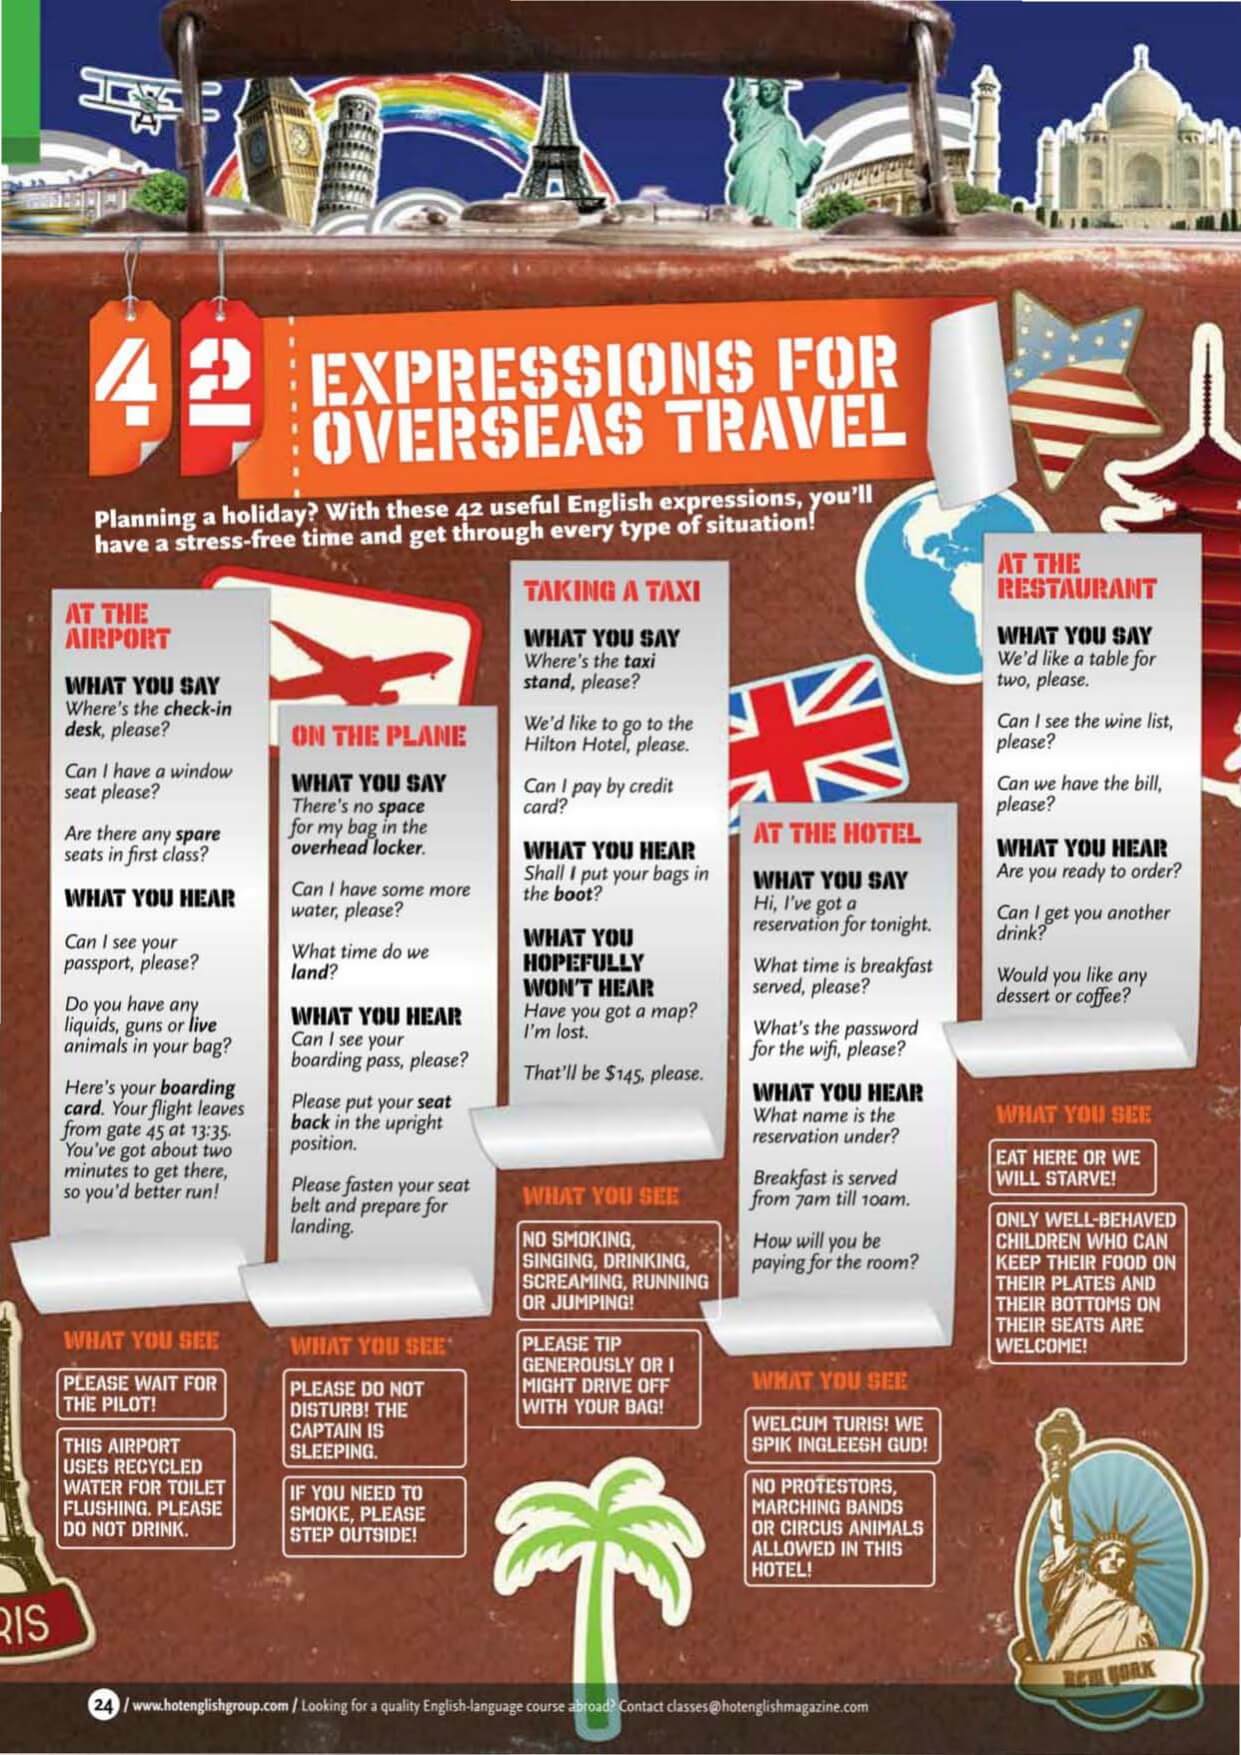 42
EXPRESSIONS FOR
OVERSEAS TRAVEL
Planning a holiday? With these 42 useful English expressions, you'll
have a stress-free time and get through every type of situation!
AT THE
AIRPORT
WHAT YOU SAY
Where's the check-in
desk, please?
Can I have a window
seat please?
Are there any spare
seats in first class?
WHAT YOU HEAR
Can I see your
passport, please?
Do you have any
liquids, guns or live
animals in your bag?
Here's your boarding
card. Your flight leaves
from gate 45 at 13:35.
You've got about two
minutes to get there,
so you'd better run!
WHAT YOU SEE
PLEASE WAIT FOR
THE PILOT!
THIS AIRPORT
USES RECYCLED
WATER FOR TOILET
FLUSHING. PLEASE
DO NOT DRINK.
ON THE PLANE
WHAT YOU SAY
There's no space
for my bag in the
overhead locker.
Can I have some more
water, please?
What time do we
land?
WHAT YOU HEAR
Can I see your
boarding pass, please?
Please put your seat
back in the upright
position.
Please fasten your seat
belt and prepare for
landing.
WHAT YOU SEE
PLEASE DO NOT
DISTURB! THE
CAPTAIN IS
SLEEPING.
IF YOU NEED TO
SMOKE, PLEASE
STEP OUTSIDE!
TAKING A TAXI
WHAT YOU SAY
Where's the taxi
stand, please?
We'd like to go to the
Hilton Hotel, please.
Can I pay by credit
card?
WHAT YOU HEAR
Shall I put your bags in
the boot?
WHAT YOU
HOPEFULLY
WON'T HEAR
Have you got a map?
I'm lost.
That'll be $145, please.
WHAT YOU SEE
NO SMOKING,
SINGING, DRINKING,
SCREAMING, RUNNING
OR JUMPING!
PLEASE TIP
GENEROUSLY OR I
MIGHT DRIVE OFF
WITH YOUR BAG!
AT THE HOTEL
WHAT YOU SAY
Hi, I've got a
reservation for tonight.
What time is breakfast
served, please?
What's the password
for the wifi, please?
WHAT YOU HEAR
What name is the
reservation under?
Breakfast is served
from 7am till 10am.
How will you be
paying for the room?
WHAT YOU SEE
WELCUM TURIS! WE
SPIK INGLEESH GUD!
NO PROTESTORS,
MARCHING BANDS
OR CIRCUS ANIMALS
ALLOWED IN THIS
HOTEL!
AT THE
RESTAURANT
WHAT YOU SAY
We'd like a table for
two, please.
Can I see the wine list,
please?
Can we have the bill,
please?
WHAT YOU HEAR
Are you ready to order?
Can I get you another
drink?
Would you like any
dessert or coffee?
WHAT YOU SEE
EAT HERE OR WE
WILL STARVE!
ONLY WELL-BEHAVED
CHILDREN WHO CAN
KEEP THEIR FOOD ON
THEIR PLATES AND
THEIR BOTTOMS ON
THEIR SEATS ARE
WELCOME!
RIS
NEW YORK
24 / www.hotenglishgroup.com / Looking for a quality English-language course abroad? Contact classes@hotenglishmagazine.com